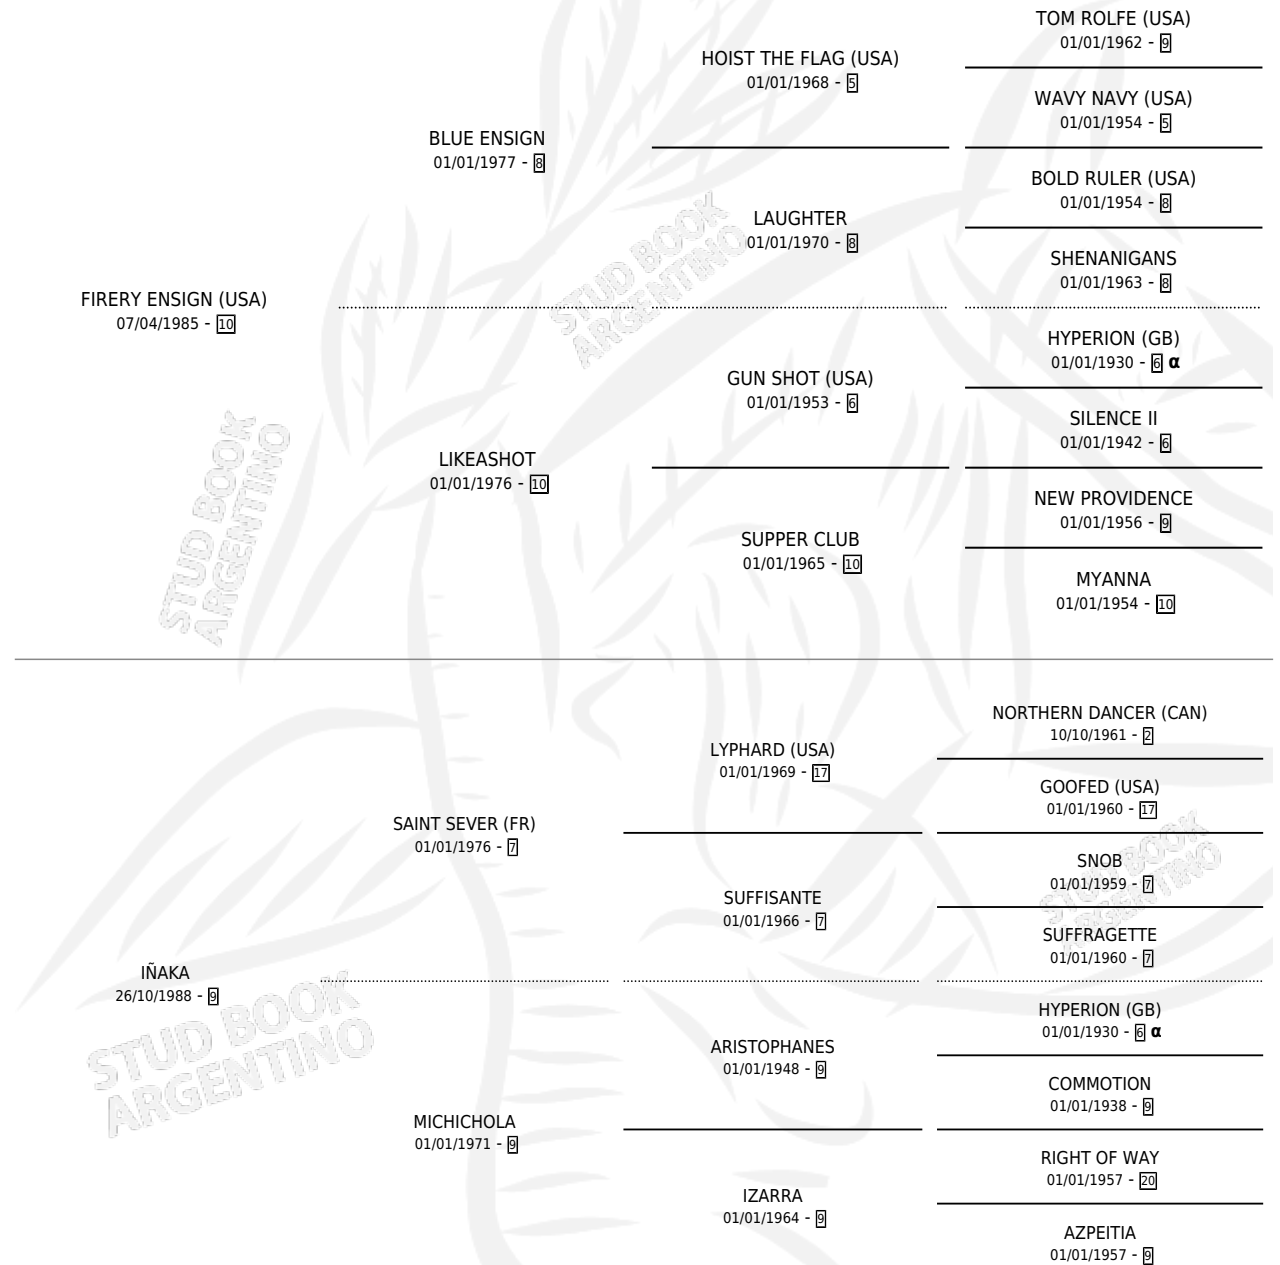 TOM ROLFE (USA)
01/01/1962 - 9
HOIST THE FLAG (USA)
01/01/1968 - 5
WAVY NAVY (USA)
01/01/1954 - 5
BLUE ENSIGN
01/01/1977 - 8
BOLD RULER (USA)
01/01/1954 - 8
LAUGHTER
01/01/1970 - 8
SHENANIGANS
01/01/1963 - 8
FIRERY ENSIGN (USA)
07/04/1985 - 10
HYPERION (GB)
01/01/1930 - 6 α
GUN SHOT (USA)
01/01/1953 - 6
SILENCE II
01/01/1942 - 6
LIKEASHOT
01/01/1976 - 10
NEW PROVIDENCE
01/01/1956 - 9
SUPPER CLUB
01/01/1965 - 10
MYANNA
01/01/1954 - 10
NORTHERN DANCER (CAN)
10/10/1961 - 2
LYPHARD (USA)
01/01/1969 - 17
GOOFED (USA)
01/01/1960 - 17
SAINT SEVER (FR)
01/01/1976 - 7
SNOB
01/01/1959 - 7
SUFFISANTE
01/01/1966 - 7
SUFFRAGETTE
01/01/1960 - 7
IÑAKA
26/10/1988 - 9
HYPERION (GB)
01/01/1930 - 6 α
ARISTOPHANES
01/01/1948 - 9
COMMOTION
01/01/1938 - 9
MICHICHOLA
01/01/1971 - 9
RIGHT OF WAY
01/01/1957 - 20
IZARRA
01/01/1964 - 9
AZPEITIA
01/01/1957 - 9
STUD BOOK
ARGENTINO
STUD BOOK
ARGENTINO
STUD BOOK
ARGENTINO
STUD BOOK
ARGENTINO